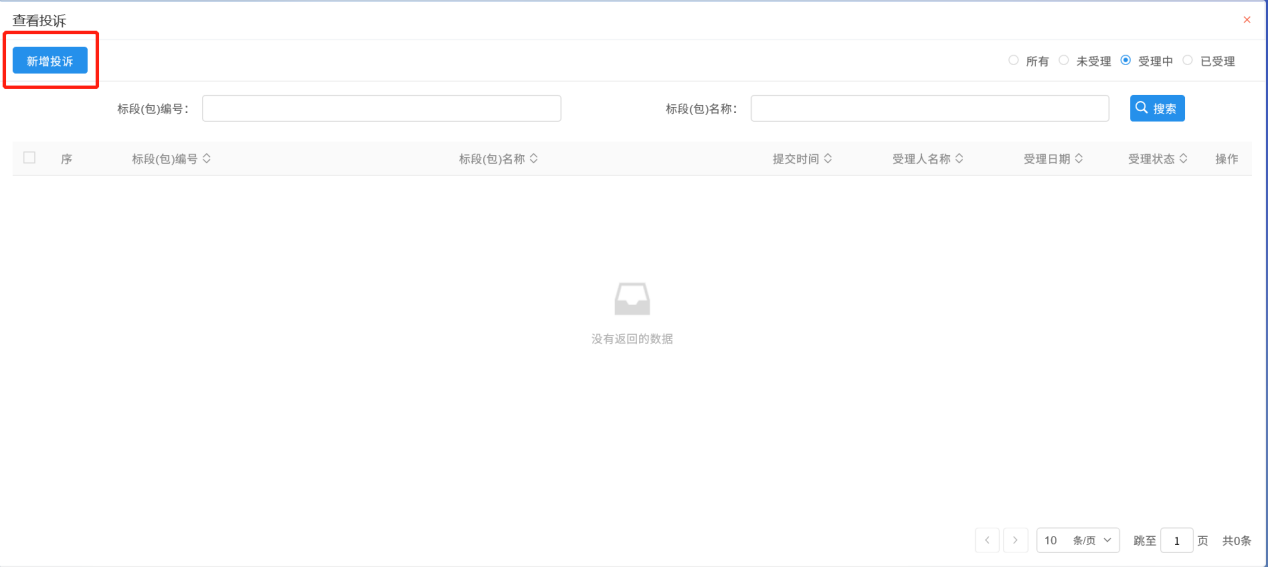 查看投诉
×
新增投诉
所有 未受理 受理中 已受理
标段(包)编号：
标段(包)名称：
搜索
序 标段(包)编号 标段(包)名称 提交时间 受理人名称 受理日期 受理状态 操作
没有返回的数据
10 条/页 跳至 1 页 共0条